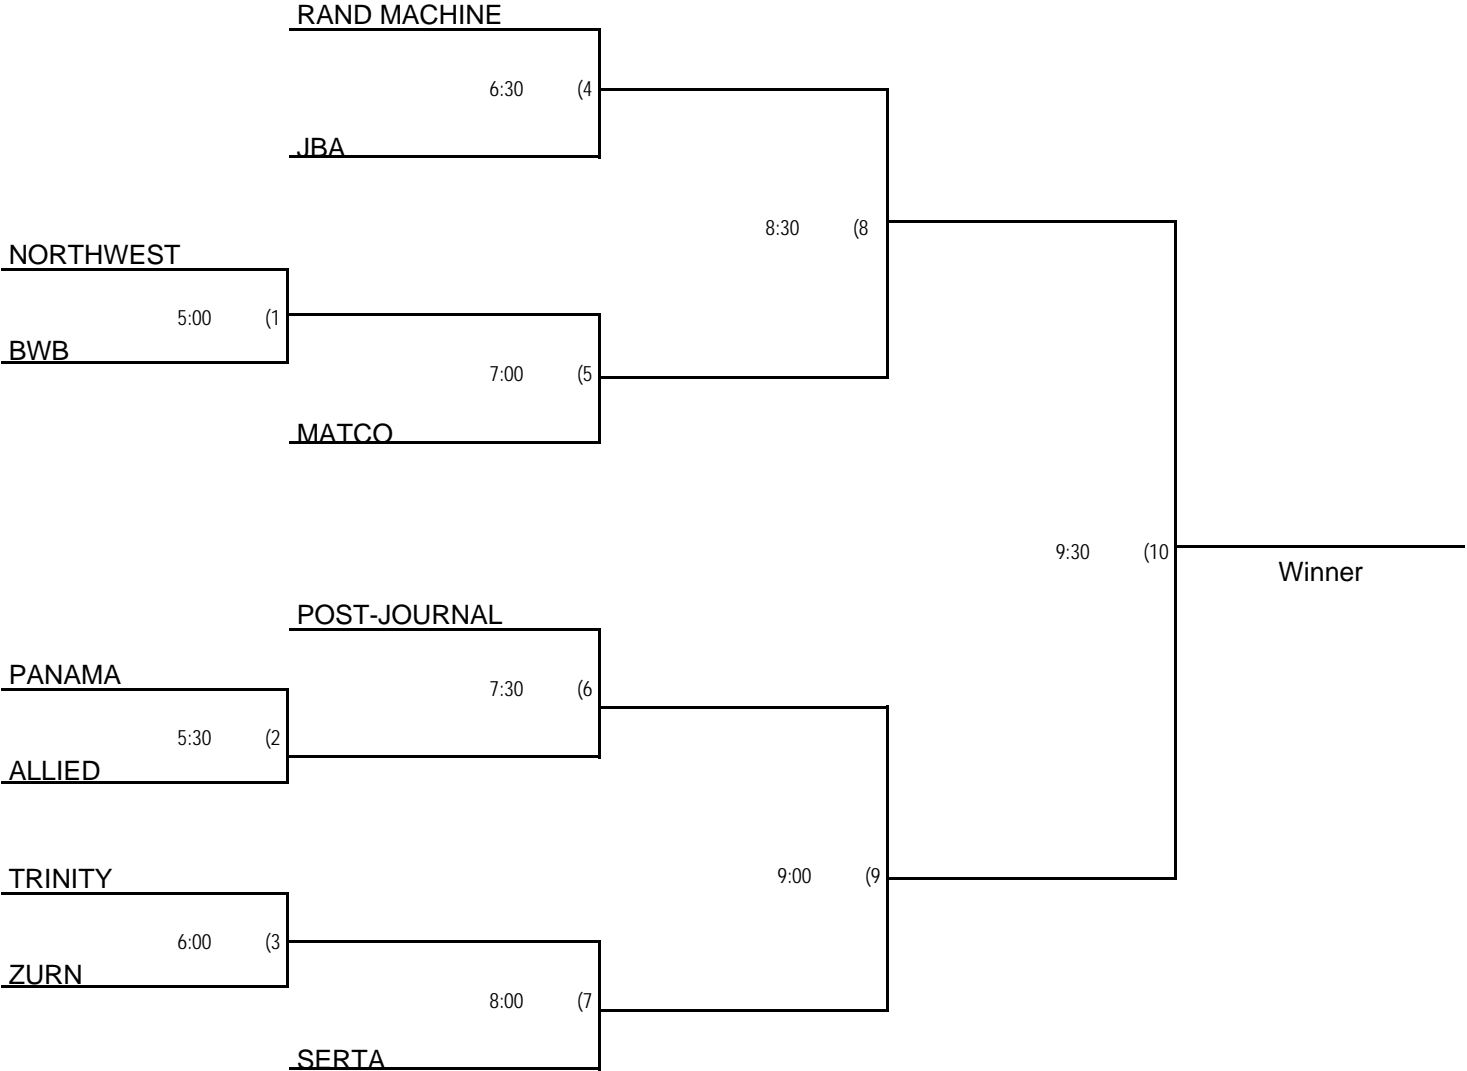 RAND MACHINE
6:30 (4
JBA
8:30 (8
NORTHWEST
5:00 (1
BWB
7:00 (5
MATCO
9:30 (10
Winner
POST-JOURNAL
PANAMA
7:30 (6
5:30 (2
ALLIED
TRINITY
9:00 (9
6:00 (3
ZURN
8:00 (7
SERTA